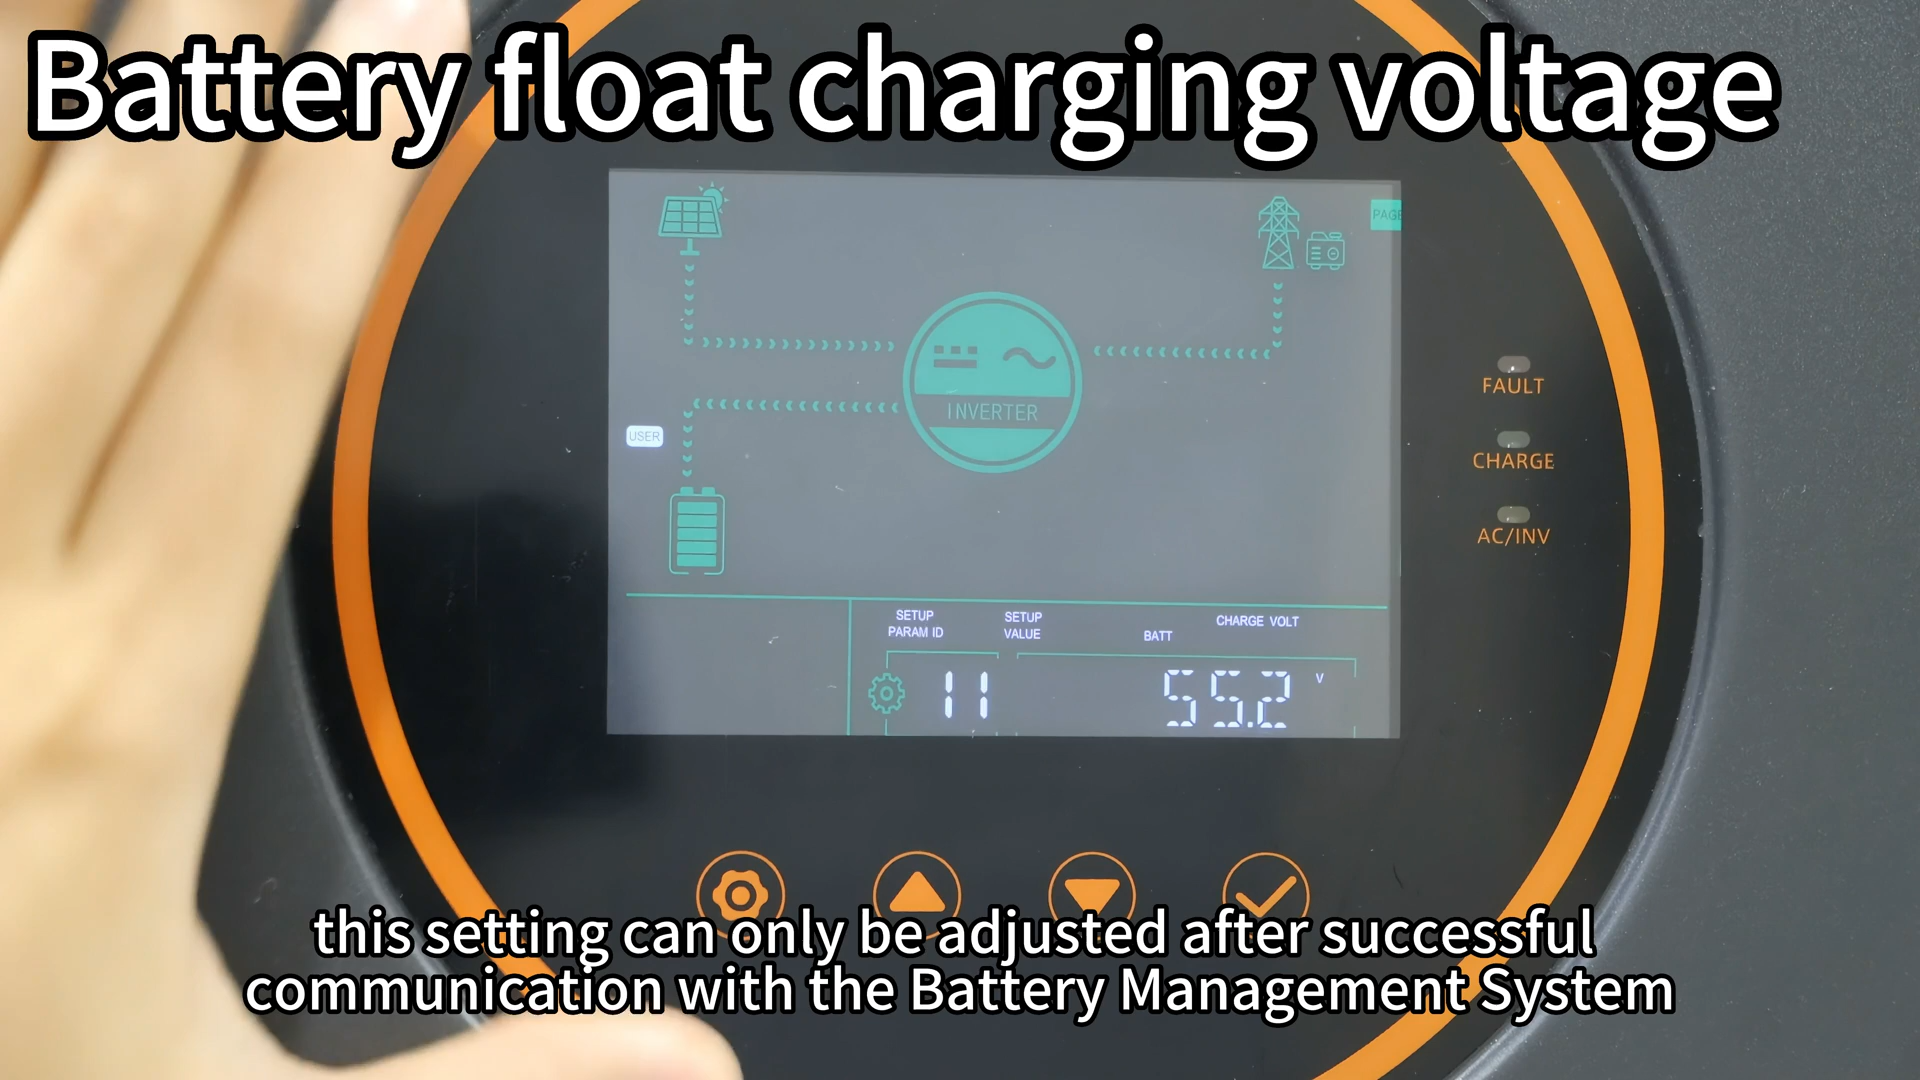 Battery float charging voltage
PAGE
INVERTER
USER
FAULT
CHARGE
AC/INV
SETUP
PARAM ID
SETUP
VALUE
BATT
CHARGE VOLT
11
55.2 V
this setting can only be adjusted after successful
communication with the Battery Management System